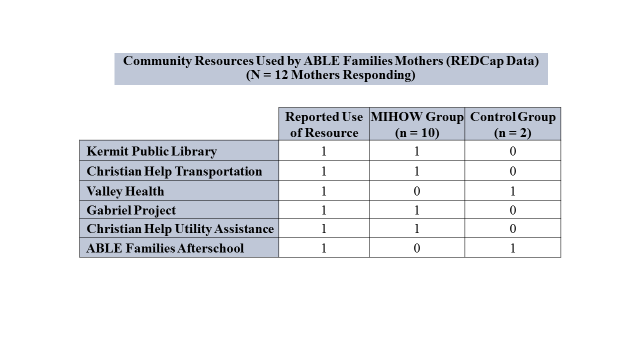 Community Resources Used by ABLE Families Mothers (REDCap Data)
(N = 12 Mothers Responding)
Reported Use of Resource MIHOW Group (n = 10) Control Group (n = 2)
Kermit Public Library 1 1 0
Christian Help Transportation 1 1 0
Valley Health 1 0 1
Gabriel Project 1 1 0
Christian Help Utility Assistance 1 1 0
ABLE Families Afterschool 1 0 1